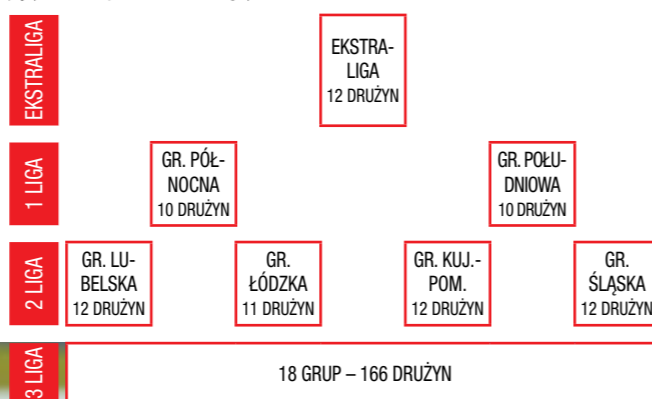 EKSTRALIGA
EKSTRA-
LIGA
12 DRUŻYN
1 LIGA
GR. PÓŁ-
NOCNA
10 DRUŻYN
GR. POŁU-
DNIOWA
10 DRUŻYN
2 LIGA
GR. LU-
BELSKA
12 DRUŻYN
GR.
ŁÓDZKA
11 DRUŻYN
GR. KUJ.-
POM.
12 DRUŻYN
GR.
ŚLĄSKA
12 DRUŻYN
3 LIGA
18 GRUP – 166 DRUŻYN